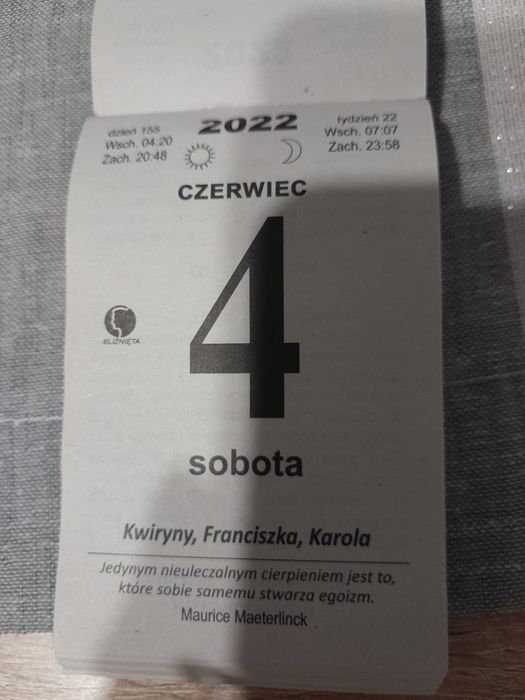 dzień 155
Wsch. 04:20
Zach. 20:48
2022
tydzień 22
Wsch. 07:07
Zach. 23:58
CZERWIEC
4
BLIŹNIĘTA
sobota
Kwiryny, Franciszka, Karola
Jedynym nieuleczalnym cierpieniem jest to,
które sobie samemu stwarza egoizm.
Maurice Maeterlinck